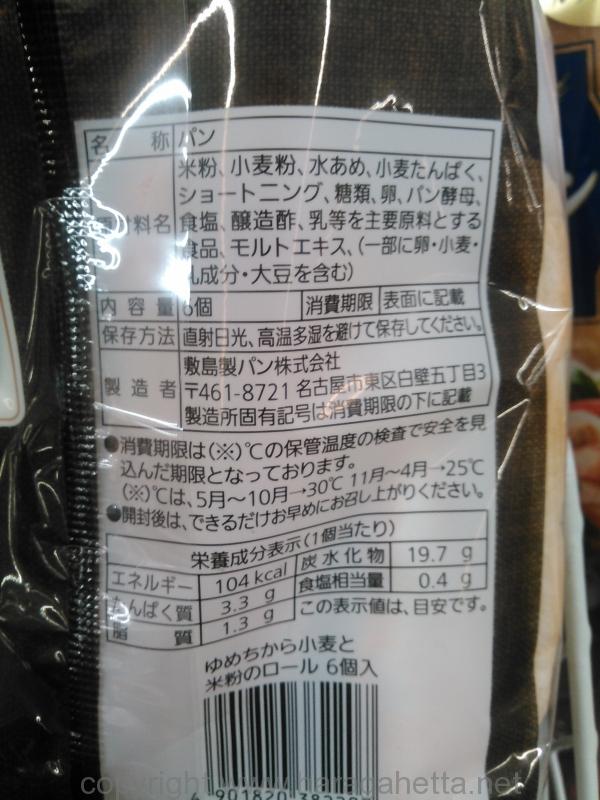 名 称 パン
米粉、小麦粉、水あめ、小麦たんぱく、
ショートニング、糖類、卵、パン酵母、
原材料名 食塩、醸造酢、乳等を主要原料とする
食品、モルトエキス、(一部に卵・小麦・
乳成分・大豆を含む)
内容量 6個 消費期限 表面に記載
保存方法 直射日光、高温多湿を避けて保存してください。
敷島製パン株式会社
製造者 〒461-8721 名古屋市東区白壁五丁目3
製造所固有記号は消費期限の下に記載
●消費期限は(※)℃の保管温度の検査で安全を見
込んだ期限となっております。
(※)℃は、5月～10月→30℃ 11月～4月→25℃
●開封後は、できるだけお早めにお召し上がりください。
栄養成分表示(1個当たり)
エネルギー 104 kcal 炭水化物 19.7 g
たんぱく質 3.3 g 食塩相当量 0.4 g
脂質 1.3 g この表示値は、目安です。
ゆめちから小麦と
米粉のロール 6個入
4 901820
copyright www.garagahetta.net